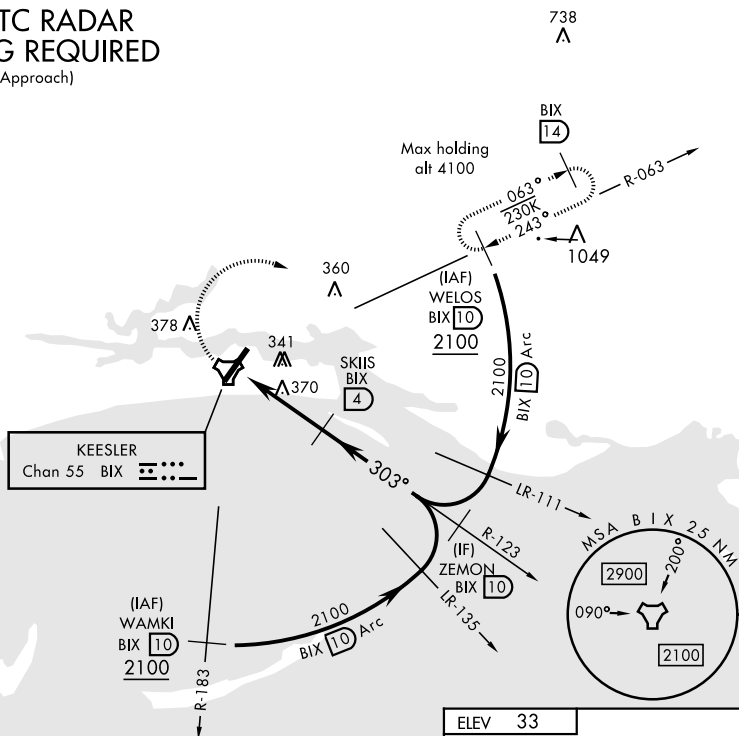 TC RADAR
G REQUIRED
Approach)
738
BIX
14
Max holding
alt 4100
R-063
063°
230K
243°
1049
360
(IAF)
WELOS
BIX 10
2100
378
341
370
SKIIS
BIX
4
2100
BIX 10 Arc
KEESLER
Chan 55 BIX
303°
LR-111
R-123
(IF)
ZEMON
BIX 10
LR-135
MSA BIX 25 NM
2900
200°
090°
2100
(IAF)
WAMKI
BIX 10
2100
2100
BIX 10 Arc
R-183
ELEV 33